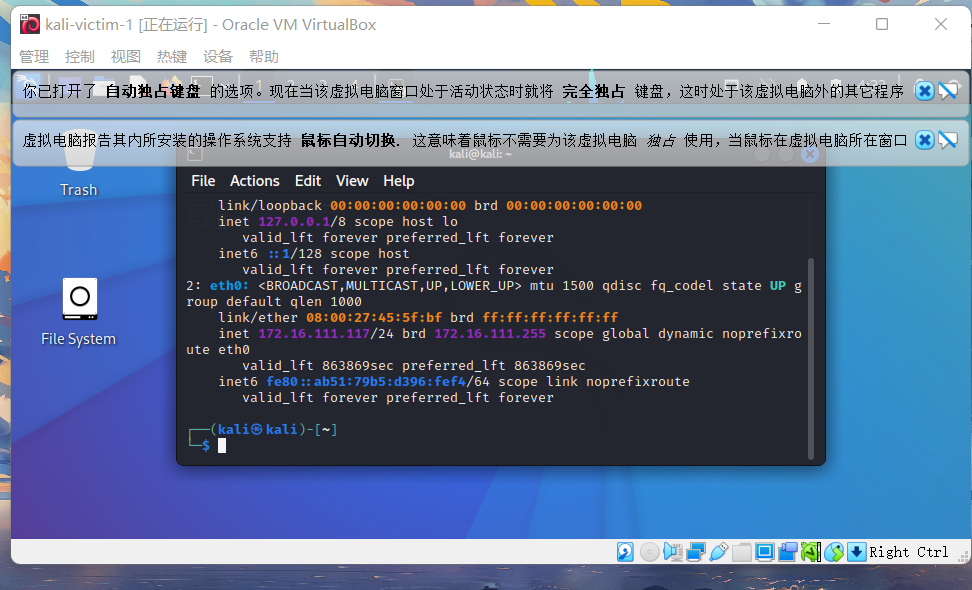 kali-victim-1 [正在运行] - Oracle VM VirtualBox
管理 控制 视图 热键 设备 帮助
你已打开了 自动独占键盘 的选项。现在当该虚拟电脑窗口处于活动状态时就将 完全独占 键盘，这时处于该虚拟电脑外的其它程序
虚拟电脑报告其内所安装的操作系统支持 鼠标自动切换. 这意味着鼠标不需要为该虚拟电脑 独占 使用，当鼠标在虚拟电脑所在窗口
kali@kali: ~
Trash
File Actions Edit View Help
link/loopback 00:00:00:00:00:00 brd 00:00:00:00:00:00
inet 127.0.0.1/8 scope host lo
valid_lft forever preferred_lft forever
inet6 ::1/128 scope host
valid_lft forever preferred_lft forever
2: eth0: <BROADCAST,MULTICAST,UP,LOWER_UP> mtu 1500 qdisc fq_codel state UP g
roup default qlen 1000
link/ether 08:00:27:45:5f:bf brd ff:ff:ff:ff:ff:ff
inet 172.16.111.117/24 brd 172.16.111.255 scope global dynamic noprefixro
ute eth0
valid_lft 863869sec preferred_lft 863869sec
inet6 fe80::ab51:79b5:d396:fef4/64 scope link noprefixroute
valid_lft forever preferred_lft forever
┌──(kali㉿kali)-[~]
└─$
File System
Right Ctrl